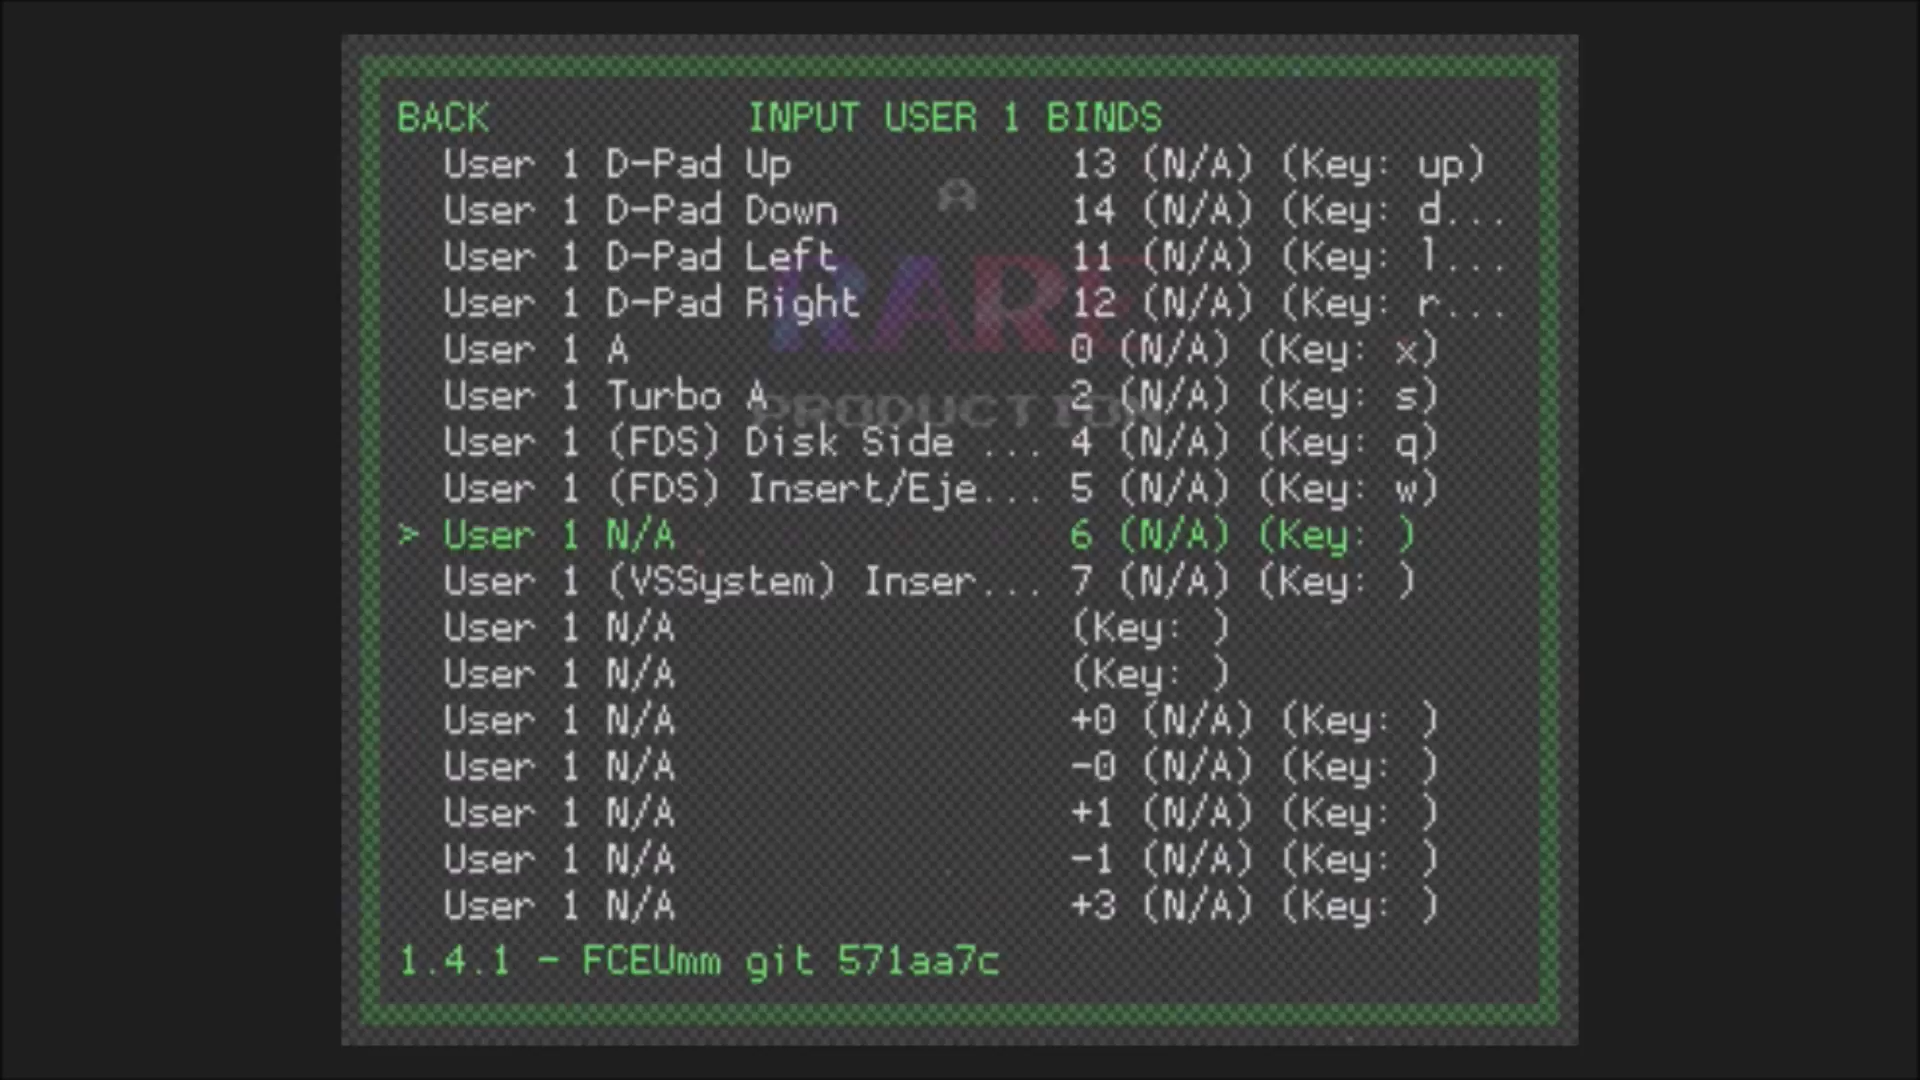 BACK INPUT USER 1 BINDS
User 1 D-Pad Up 13 (N/A) (Key: up)
User 1 D-Pad Down 14 (N/A) (Key: d...
User 1 D-Pad Left 11 (N/A) (Key: l...
User 1 D-Pad Right 12 (N/A) (Key: r...
User 1 A 0 (N/A) (Key: x)
User 1 Turbo A 2 (N/A) (Key: s)
User 1 (FDS) Disk Side ... 4 (N/A) (Key: q)
User 1 (FDS) Insert/Eje... 5 (N/A) (Key: w)
> User 1 N/A 6 (N/A) (Key: )
User 1 (VSSystem) Inser... 7 (N/A) (Key: )
User 1 N/A (Key: )
User 1 N/A (Key: )
User 1 N/A +0 (N/A) (Key: )
User 1 N/A -0 (N/A) (Key: )
User 1 N/A +1 (N/A) (Key: )
User 1 N/A -1 (N/A) (Key: )
User 1 N/A +3 (N/A) (Key: )
1.4.1 - FCEUmm git 571aa7c
A
RARE
PRODUCTION